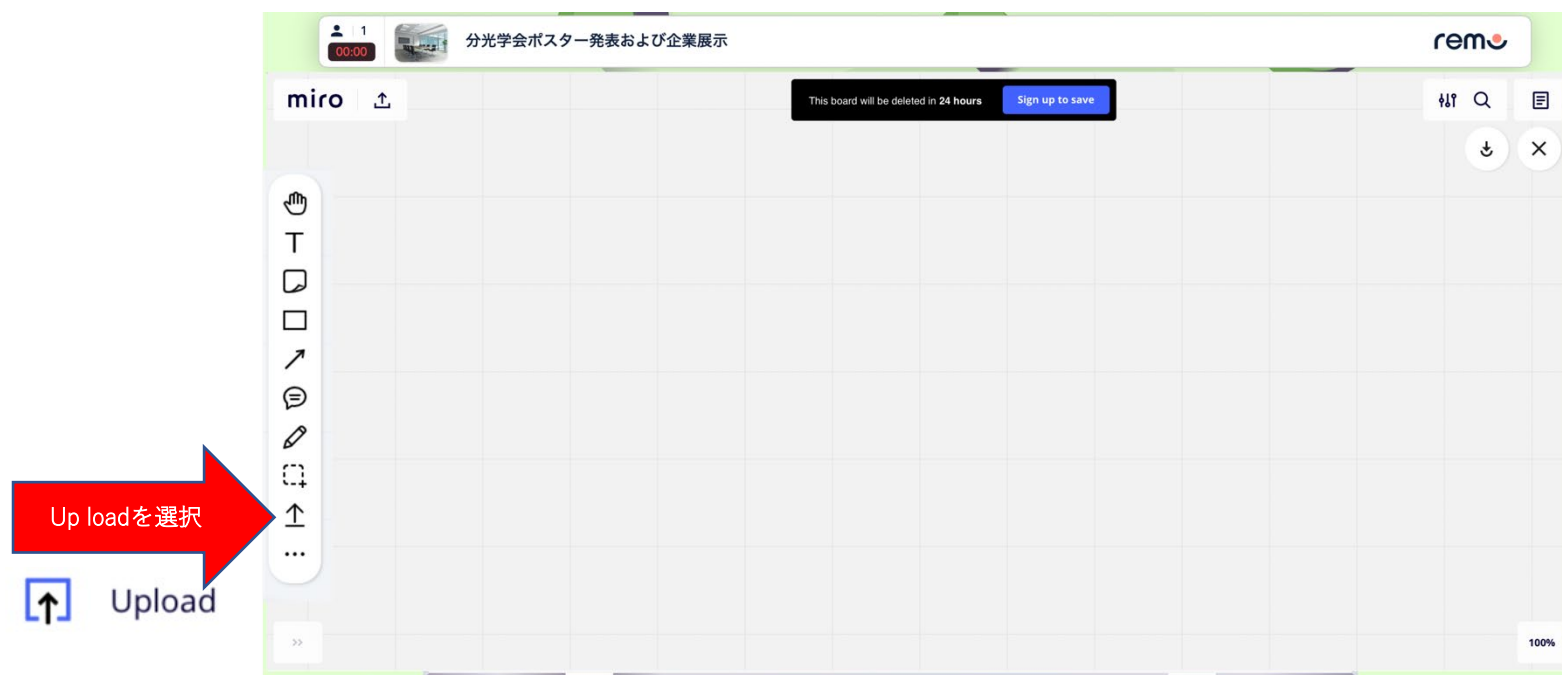 1
00:00
分光学会ポスター発表および企業展示
remo
miro
This board will be deleted in 24 hours
Sign up to save
T
Up loadを選択
Upload
100%